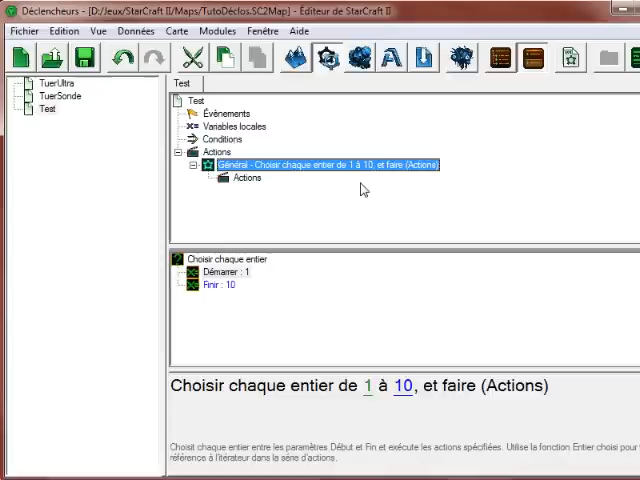 Déclencheurs - [D:/Jeux/StarCraft II/Maps/TutoDéclos.SC2Map] - Éditeur de StarCraft II
Fichier Edition Vue Données Carte Modules Fenêtre Aide
TuerUltra
TuerSonde
Test
Test
Test
Évènements
Variables locales
Conditions
Actions
Général - Choisir chaque entier de 1 à 10, et faire (Actions)
Actions
Choisir chaque entier
Démarrer : 1
Finir : 10
Choisir chaque entier de 1 à 10, et faire (Actions)
Choisit chaque entier entre les paramètres Début et Fin et exécute les actions spécifiées. Utilise la fonction Entier choisi pour
référence à l'itérateur dans la série d'actions.